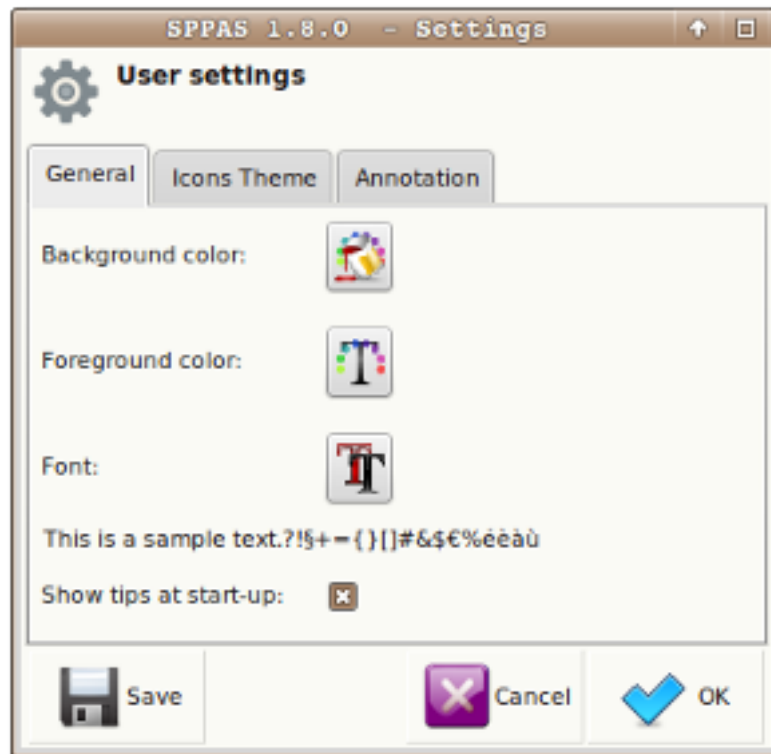 SPPAS 1.8.0 - Settings
User settings
General Icons Theme Annotation
Background color:
Foreground color:
Font:
This is a sample text.?!§+={}[]#&$€%éèàù
Show tips at start-up:
Save Cancel OK